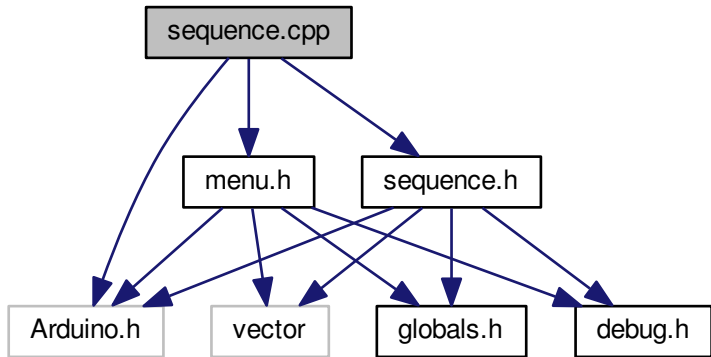 sequence.cpp
menu.h
sequence.h
Arduino.h
vector
globals.h
debug.h